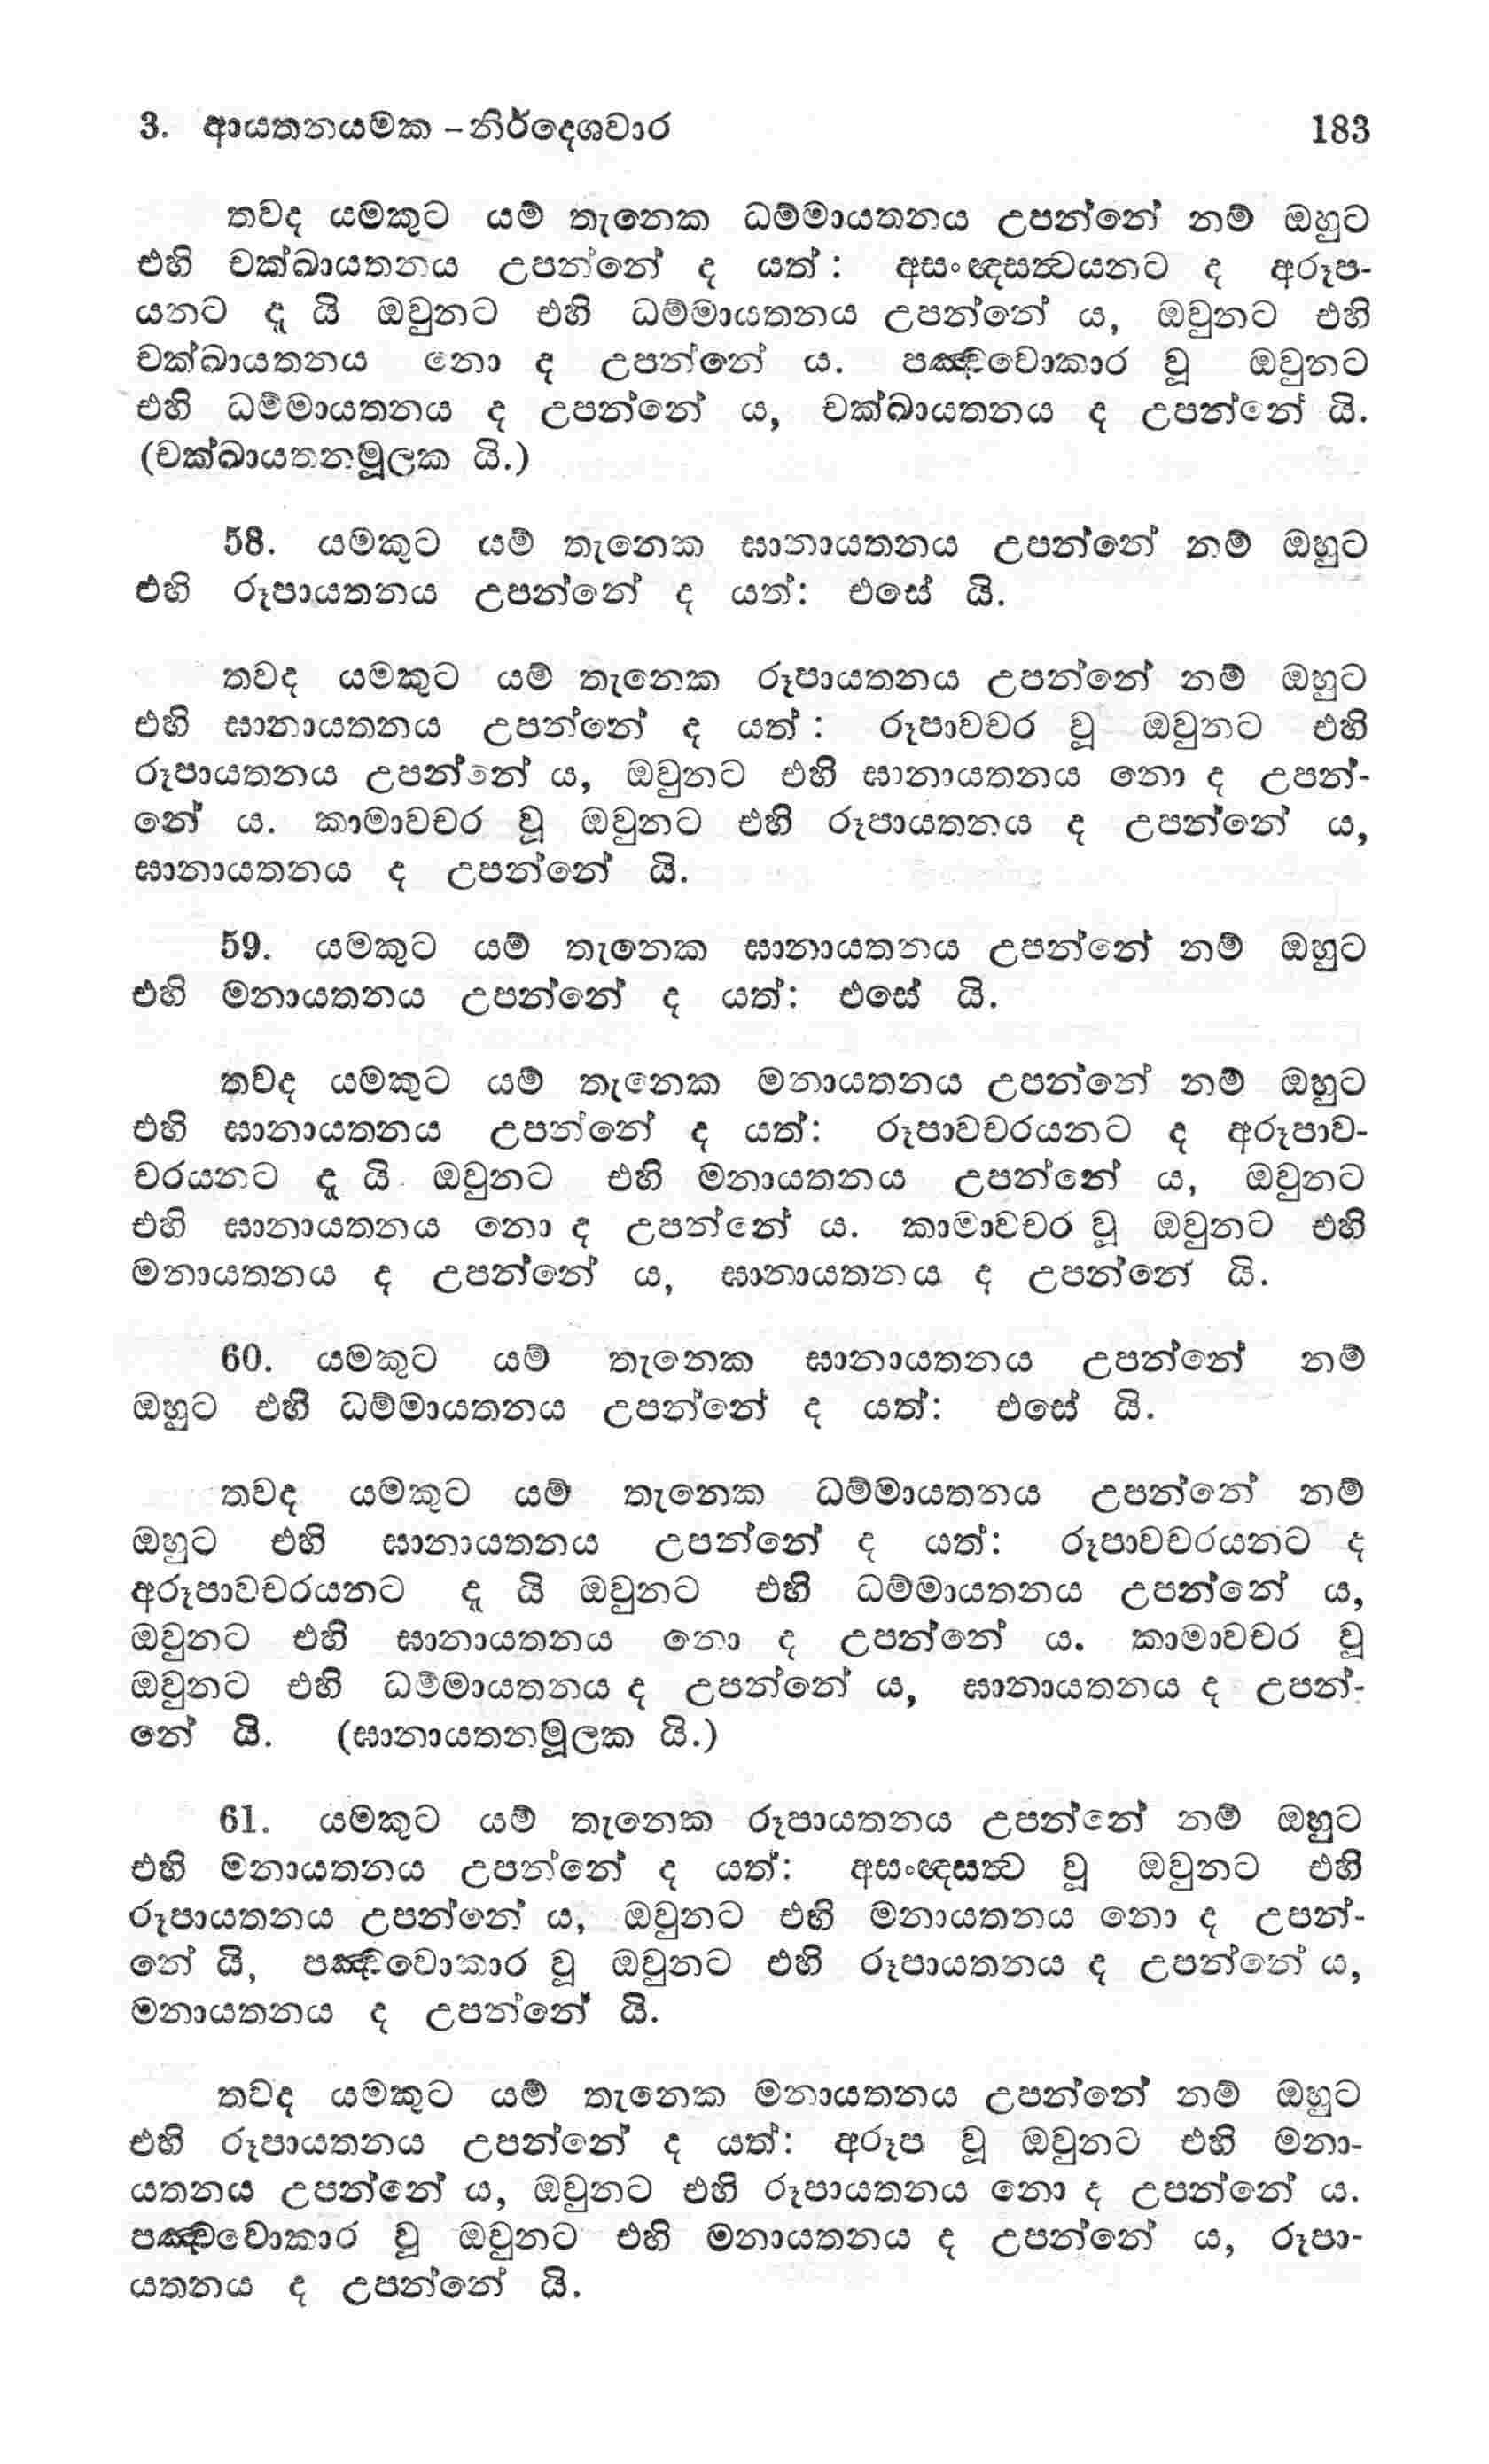 3. ආයතනයමක - නිර්දෙශවාර 183
තවද යමකුට යම් තැනෙක ධම්මායතනය උපන්නේ නම් ඔහුට
එහි චක්ඛායතනය උපන්නේ ද යත්: අසංඥසත්‍වයනට ද අරූප-
යනට දැ යි ඔවුනට එහි ධම්මායතනය උපන්නේ ය, ඔවුනට එහි
චක්ඛායතනය නො ද උපන්නේ ය. පඤ්චවොකාර වූ ඔවුනට
එහි ධම්මායතනය ද උපන්නේ ය, චක්ඛායතනය ද උපන්නේ යි.
(චක්ඛායතනමූලක යි.)
58. යමකුට යම් තැනෙක ඝානායතනය උපන්නේ නම් ඔහුට
එහි රූපායතනය උපන්නේ ද යත්: එසේ යි.
තවද යමකුට යම් තැනෙක රූපායතනය උපන්නේ නම් ඔහුට
එහි ඝානායතනය උපන්නේ ද යත්: රූපාවචර වූ ඔවුනට එහි
රූපායතනය උපන්නේ ය, ඔවුනට එහි ඝානායතනය නො ද උපන්-
නේ ය. කාමාවචර වූ ඔවුනට එහි රූපායතනය ද උපන්නේ ය,
ඝානායතනය ද උපන්නේ යි.
59. යමකුට යම් තැනෙක ඝානායතනය උපන්නේ නම් ඔහුට
එහි මනායතනය උපන්නේ ද යත්: එසේ යි.
තවද යමකුට යම් තැනෙක මනායතනය උපන්නේ නම් ඔහුට
එහි ඝානායතනය උපන්නේ ද යත්: රූපාවචරයනට ද අරූපාව-
චරයනට දැ යි ඔවුනට එහි මනායතනය උපන්නේ ය, ඔවුනට
එහි ඝානායතනය නො ද උපන්නේ ය. කාමාවචර වූ ඔවුනට එහි
මනායතනය ද උපන්නේ ය, ඝානායතනය ද උපන්නේ යි.
60. යමකුට යම් තැනෙක ඝානායතනය උපන්නේ නම්
ඔහුට එහි ධම්මායතනය උපන්නේ ද යත්: එසේ යි.
තවද යමකුට යම් තැනෙක ධම්මායතනය උපන්නේ නම්
ඔහුට එහි ඝානායතනය උපන්නේ ද යත්: රූපාවචරයනට ද
අරූපාවචරයනට දැ යි ඔවුනට එහි ධම්මායතනය උපන්නේ ය,
ඔවුනට එහි ඝානායතනය නො ද උපන්නේ ය. කාමාවචර වූ
ඔවුනට එහි ධම්මායතනය ද උපන්නේ ය, ඝානායතනය ද උපන්-
නේ යි. (ඝානායතනමූලක යි.)
61. යමකුට යම් තැනෙක රූපායතනය උපන්නේ නම් ඔහුට
එහි මනායතනය උපන්නේ ද යත්: අසංඥසත්‍ව වූ ඔවුනට එහි
රූපායතනය උපන්නේ ය, ඔවුනට එහි මනායතනය නො ද උපන්-
නේ යි, පඤ්චවොකාර වූ ඔවුනට එහි රූපායතනය ද උපන්නේ ය,
මනායතනය ද උපන්නේ යි.
තවද යමකුට යම් තැනෙක මනායතනය උපන්නේ නම් ඔහුට
එහි රූපායතනය උපන්නේ ද යත්: අරූප වූ ඔවුනට එහි මනා-
යතනය උපන්නේ ය, ඔවුනට එහි රූපායතනය නො ද උපන්නේ ය.
පඤ්චවොකාර වූ ඔවුනට එහි මනායතනය ද උපන්නේ ය, රූපා-
යතනය ද උපන්නේ යි.